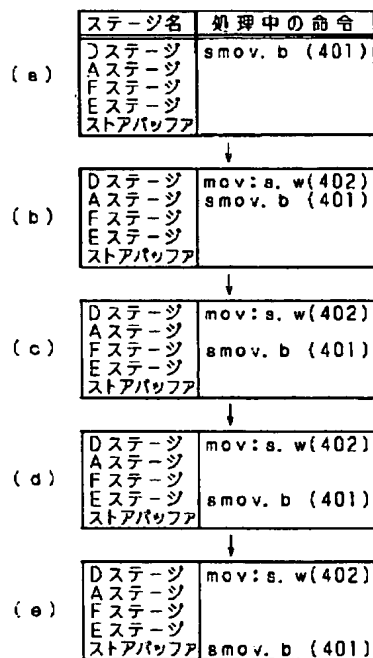 ステージ名 処理中の命令
(a)
Dステージ smov.b (401)
Aステージ
Fステージ
Eステージ
ストアバッファ
(b)
Dステージ mov:s.w(402)
Aステージ smov.b (401)
Fステージ
Eステージ
ストアバッファ
(c)
Dステージ mov:s.w(402)
Aステージ
Fステージ smov.b (401)
Eステージ
ストアバッファ
(d)
Dステージ mov:s.w(402)
Aステージ
Fステージ
Eステージ smov.b (401)
ストアバッファ
(e)
Dステージ mov:s.w(402)
Aステージ
Fステージ
Eステージ
ストアバッファ smov.b (401)